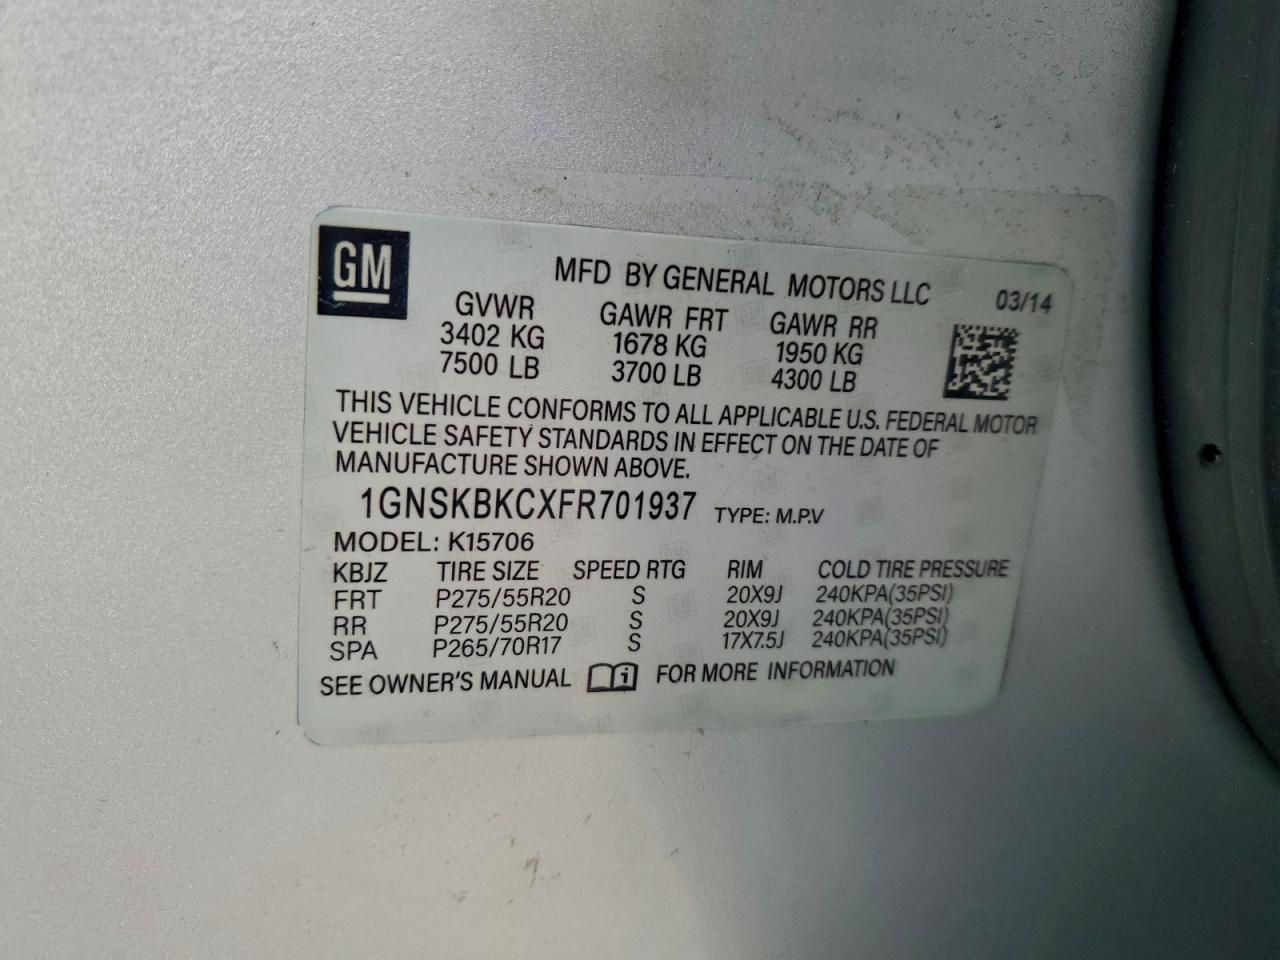 GM
MFD BY GENERAL MOTORS LLC 03/14
GVWR GAWR FRT GAWR RR
3402 KG 1678 KG 1950 KG
7500 LB 3700 LB 4300 LB
THIS VEHICLE CONFORMS TO ALL APPLICABLE U.S. FEDERAL MOTOR
VEHICLE SAFETY STANDARDS IN EFFECT ON THE DATE OF
MANUFACTURE SHOWN ABOVE.
1GNSKBKCXFR701937 TYPE: M.P.V
MODEL: K15706
KBJZ TIRE SIZE SPEED RTG RIM COLD TIRE PRESSURE
FRT P275/55R20 S 20X9J 240KPA(35PSI)
RR P275/55R20 S 20X9J 240KPA(35PSI)
SPA P265/70R17 S 17X7.5J 240KPA(35PSI)
SEE OWNER'S MANUAL i FOR MORE INFORMATION